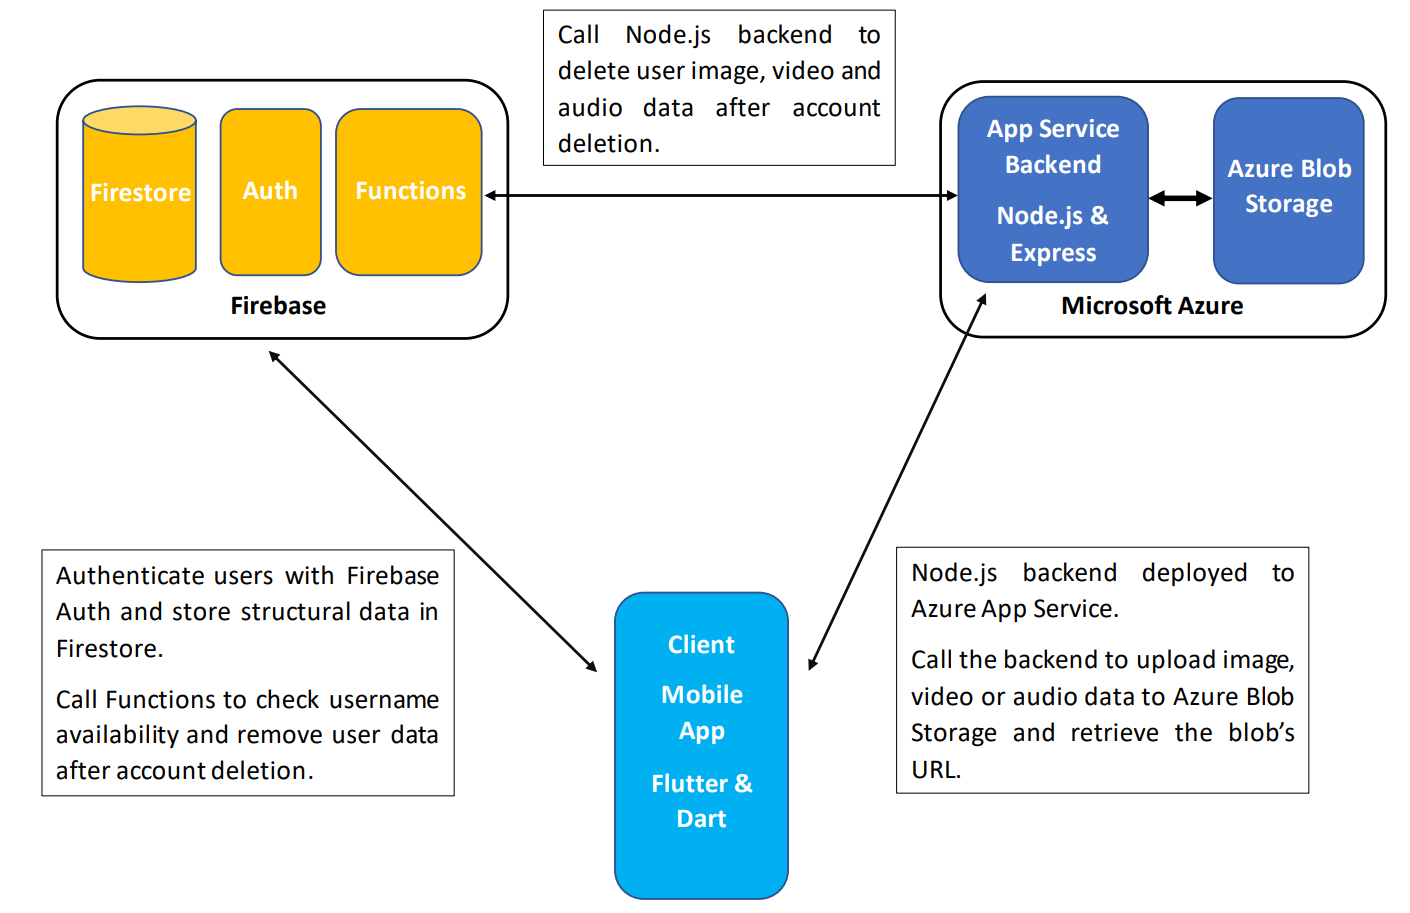 Call Node.js backend to
delete user image, video and
audio data after account
deletion.
Firestore
Auth
Functions
Firebase
App Service
Backend
Node.js &
Express
Azure Blob
Storage
Microsoft Azure
Authenticate users with Firebase
Auth and store structural data in
Firestore.
Call Functions to check username
availability and remove user data
after account deletion.
Client
Mobile
App
Flutter &
Dart
Node.js backend deployed to
Azure App Service.
Call the backend to upload image,
video or audio data to Azure Blob
Storage and retrieve the blob’s
URL.